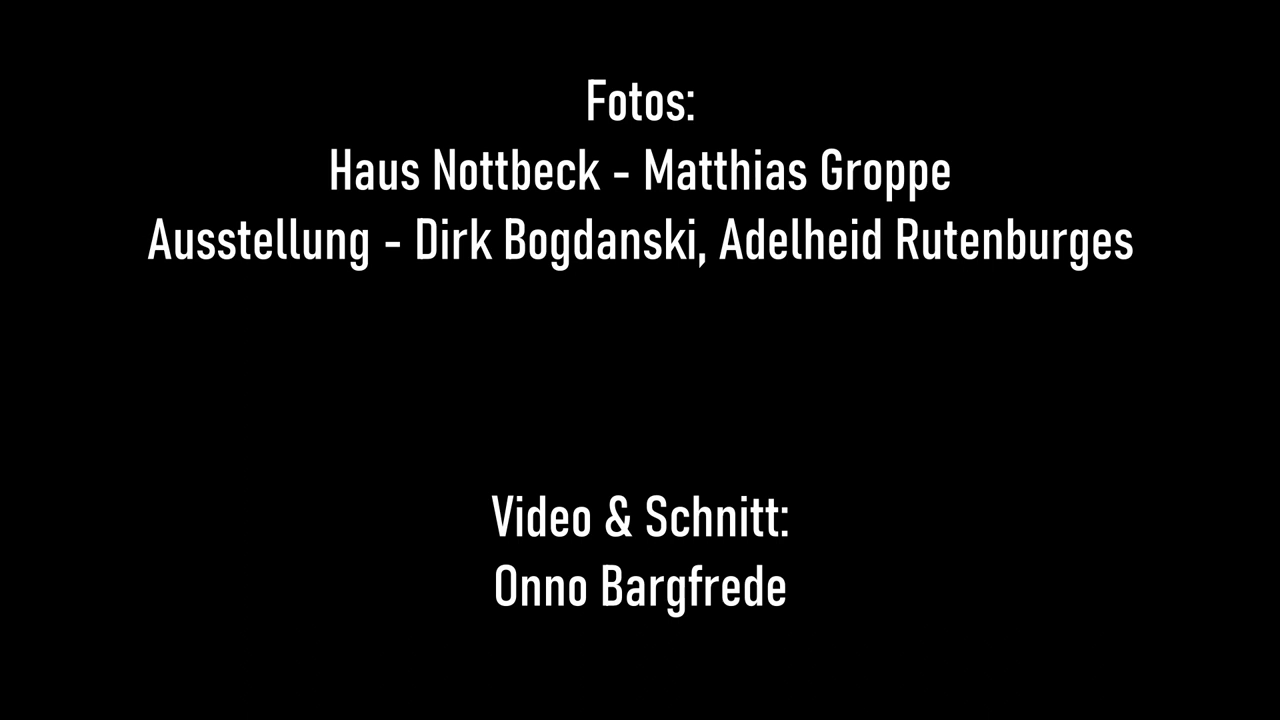 Fotos:
Haus Nottbeck - Matthias Groppe
Ausstellung - Dirk Bogdanski, Adelheid Rutenburges
Video & Schnitt:
Onno Bargfrede